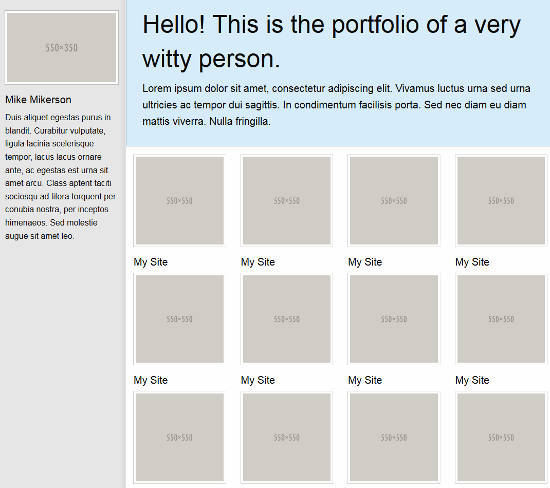 550×350
Mike Mikerson
Duis aliquet egestas purus in
blandit. Curabitur vulputate,
ligula lacinia scelerisque
tempor, lacus lacus ornare
ante, ac egestas est urna sit
amet arcu. Class aptent taciti
sociosqu ad litora torquent per
conubia nostra, per inceptos
himenaeos. Sed molestie
augue sit amet leo.
Hello! This is the portfolio of a very
witty person.
Lorem ipsum dolor sit amet, consectetur adipiscing elit. Vivamus luctus urna sed urna
ultricies ac tempor dui sagittis. In condimentum facilisis porta. Sed nec diam eu diam
mattis viverra. Nulla fringilla.
550×550 550×550 550×550 550×550
My Site My Site My Site My Site
550×550 550×550 550×550 550×550
My Site My Site My Site My Site
550×550 550×550 550×550 550×550